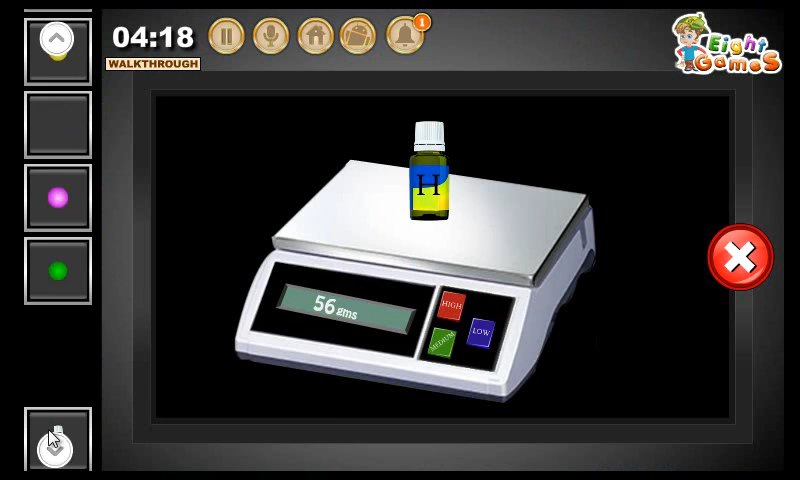 04:18
1
WALKTHROUGH
Eight
GameS
H
56 gms
HIGH
LOW
MEDIUM